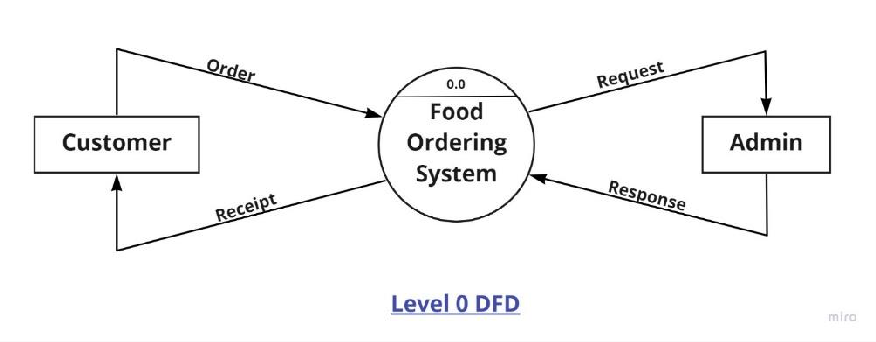 Order
Request
0.0
Food
Ordering
System
Customer
Admin
Receipt
Response
Level 0 DFD
miro